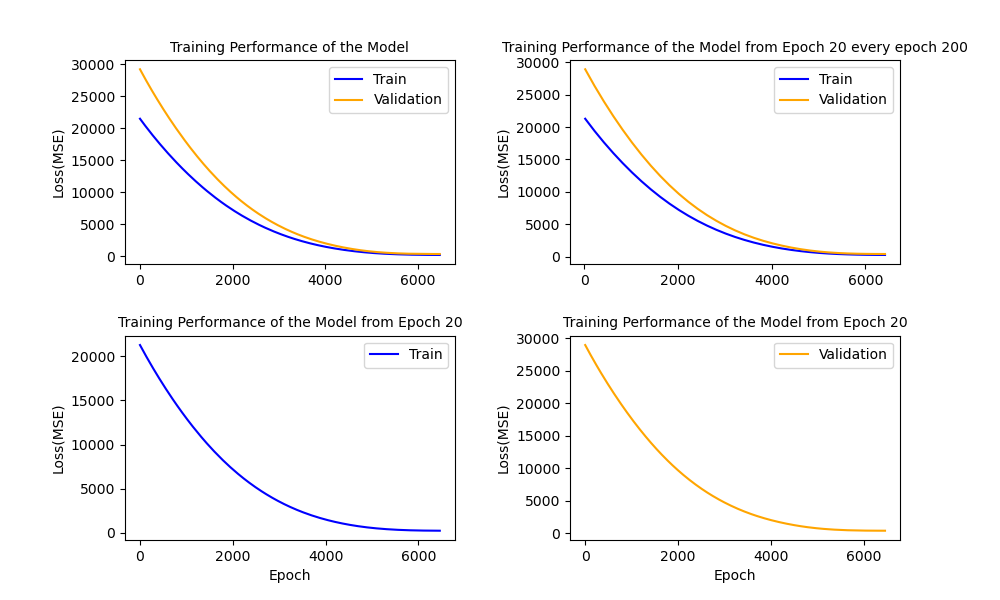 Training Performance of the Model
30000
25000
20000
15000
10000
5000
0
Loss(MSE)
Train
Validation
0 2000 4000 6000
Training Performance of the Model from Epoch 20 every epoch 200
30000
25000
20000
15000
10000
5000
0
Loss(MSE)
Train
Validation
0 2000 4000 6000
Training Performance of the Model from Epoch 20
20000
15000
10000
5000
0
Loss(MSE)
Train
0 2000 4000 6000
Epoch
Training Performance of the Model from Epoch 20
30000
25000
20000
15000
10000
5000
0
Loss(MSE)
Validation
0 2000 4000 6000
Epoch